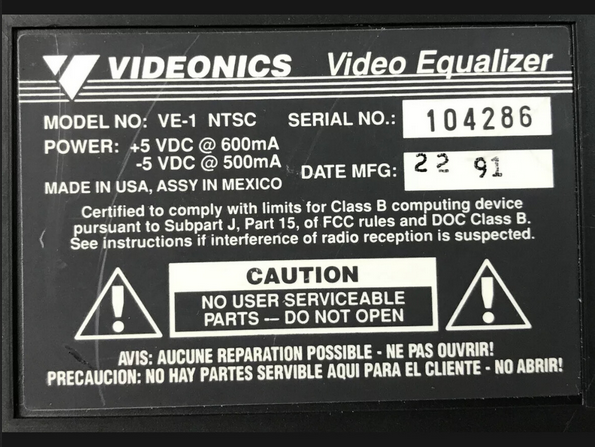 VIDEONICS Video Equalizer
MODEL NO: VE-1 NTSC SERIAL NO.: 104286
POWER: +5 VDC @ 600mA
-5 VDC @ 500mA
DATE MFG: 22 91
MADE IN USA, ASSY IN MEXICO
Certified to comply with limits for Class B computing device
pursuant to Subpart J, Part 15, of FCC rules and DOC Class B.
See instructions if interference of radio reception is suspected.
CAUTION
NO USER SERVICEABLE
PARTS — DO NOT OPEN
AVIS: AUCUNE REPARATION POSSIBLE - NE PAS OUVRIR!
PRECAUCION: NO HAY PARTES SERVIBLE AQUI PARA EL CLIENTE - NO ABRIR!